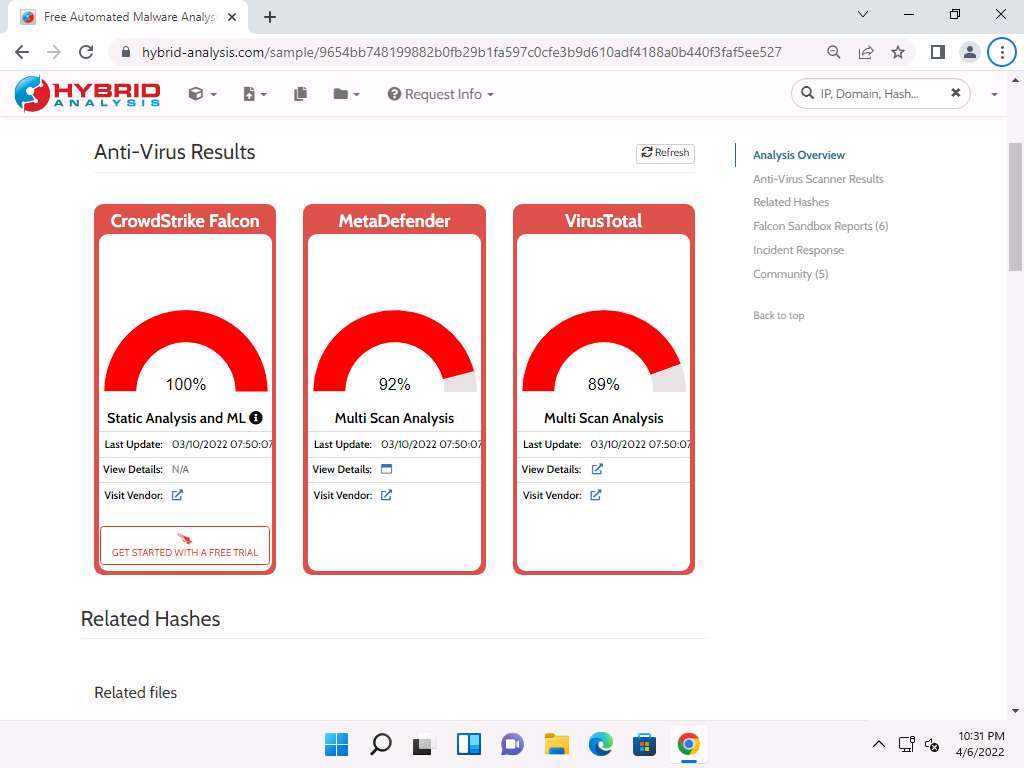 Free Automated Malware Analys
hybrid-analysis.com/sample/9654bb748199882b0fb29b1fa597c0cfe3b9d610adf4188a0b440f3faf5ee527
HYBRID
ANALYSIS
Request Info
IP, Domain, Hash...
Anti-Virus Results
Refresh
CrowdStrike Falcon
100%
Static Analysis and ML
Last Update: 03/10/2022 07:50:07
View Details: N/A
Visit Vendor:
GET STARTED WITH A FREE TRIAL
MetaDefender
92%
Multi Scan Analysis
Last Update: 03/10/2022 07:50:07
View Details:
Visit Vendor:
VirusTotal
89%
Multi Scan Analysis
Last Update: 03/10/2022 07:50:07
View Details:
Visit Vendor:
Analysis Overview
Anti-Virus Scanner Results
Related Hashes
Falcon Sandbox Reports (6)
Incident Response
Community (5)
Back to top
Related Hashes
Related files
10:31 PM
4/6/2022